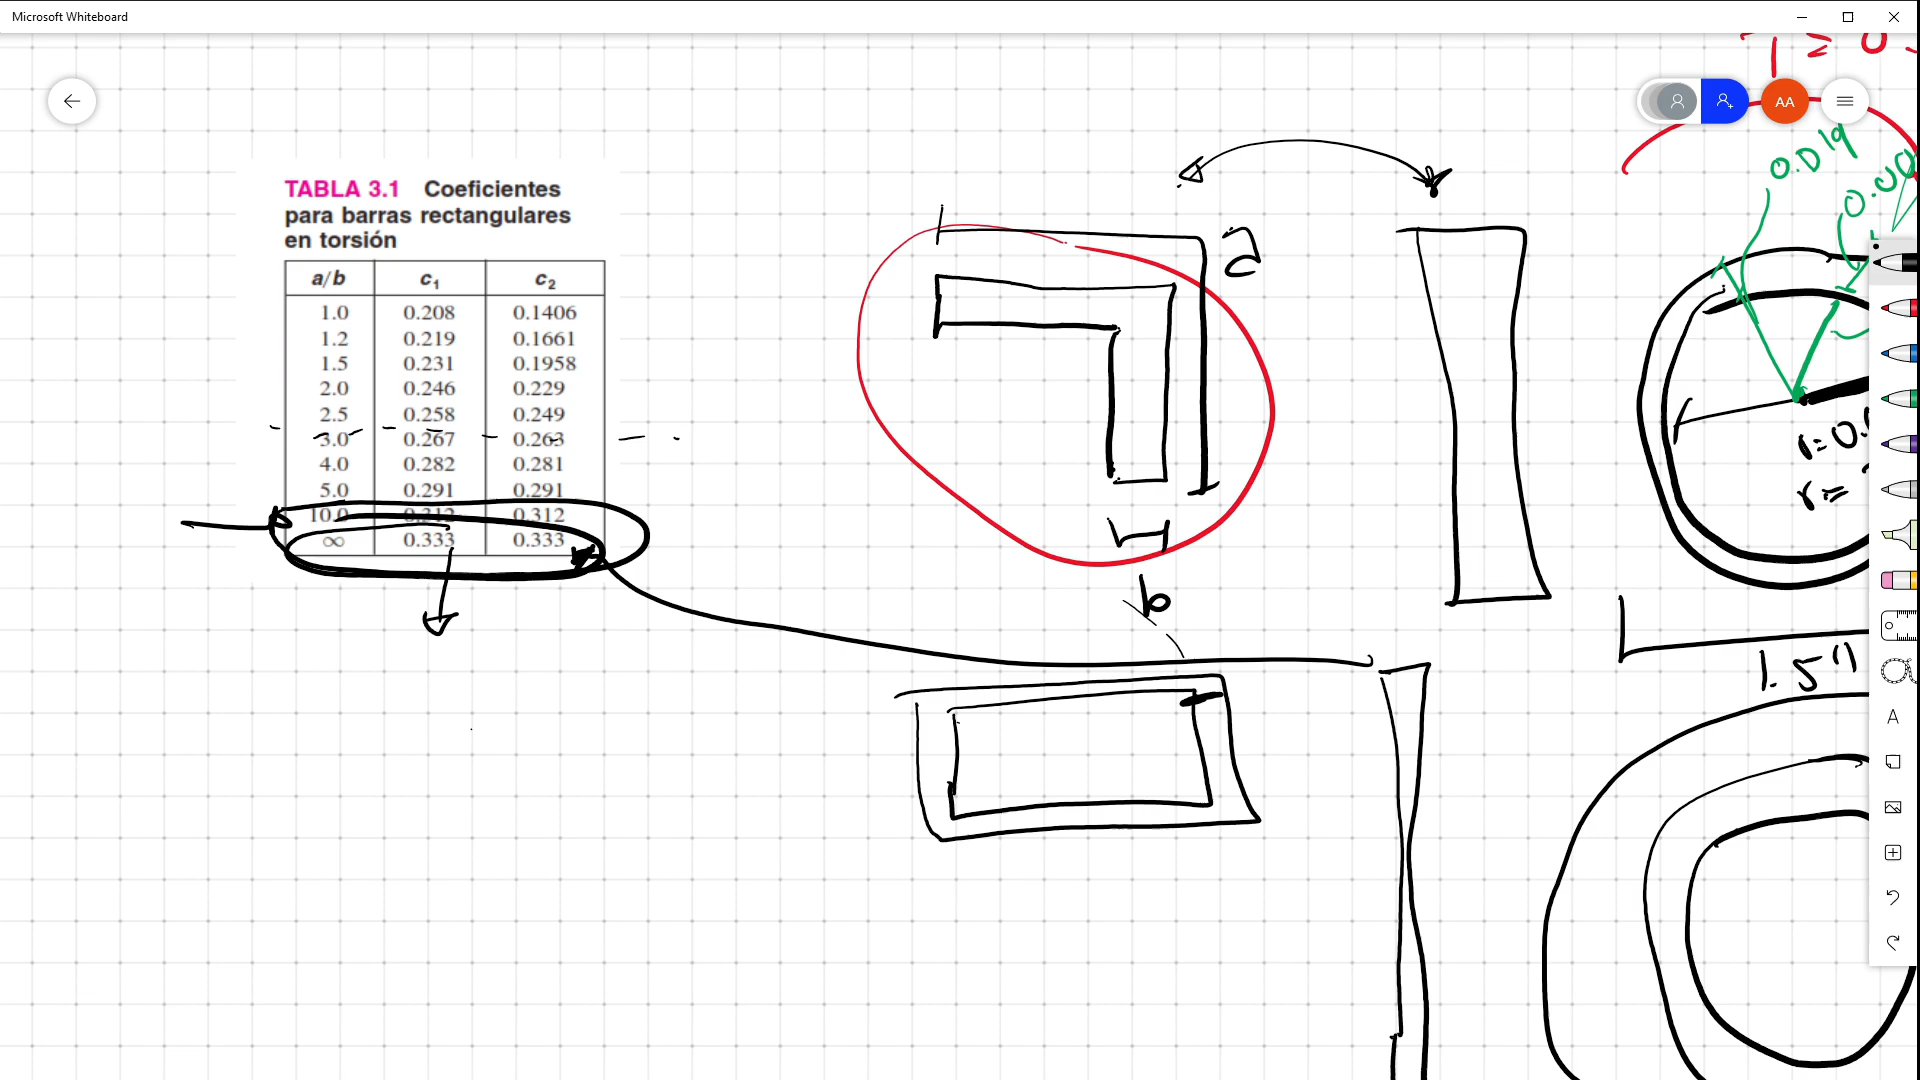 Microsoft Whiteboard
AA
TABLA 3.1 Coeficientes
para barras rectangulares
en torsión
a/b c₁ c₂
1.0 0.208 0.1406
1.2 0.219 0.1661
1.5 0.231 0.1958
2.0 0.246 0.229
2.5 0.258 0.249
3.0 0.267 0.263
4.0 0.282 0.281
5.0 0.291 0.291
10.0 0.312 0.312
∞ 0.333 0.333
a
b
0.019
1.5"
r=
A